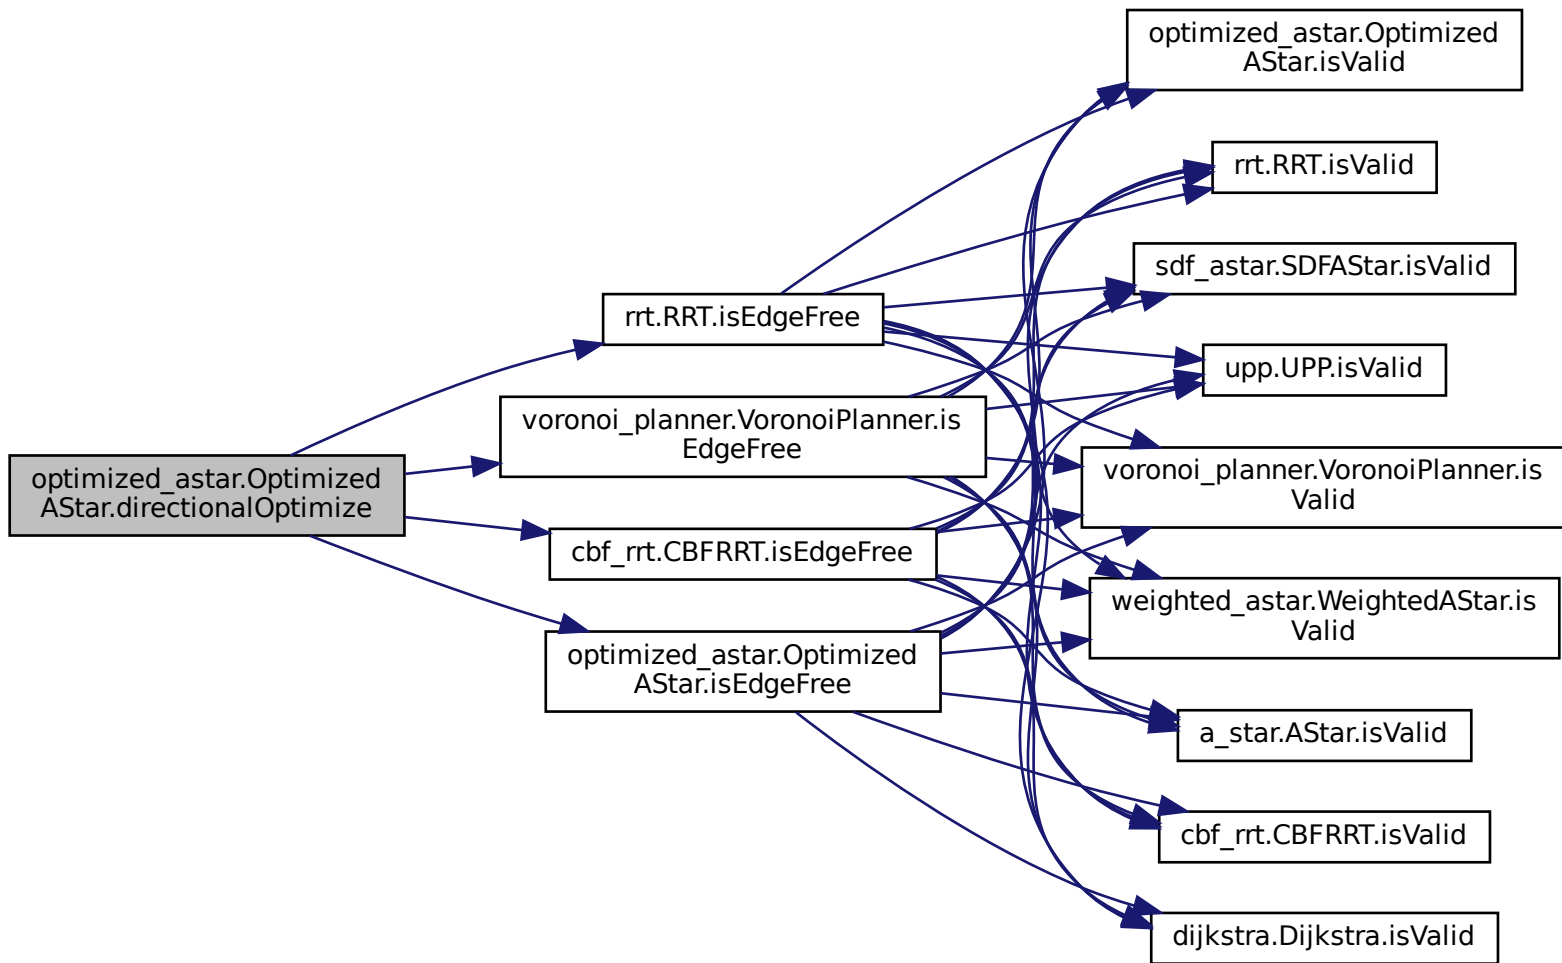 optimized_astar.Optimized
AStar.directionalOptimize
rrt.RRT.isEdgeFree
voronoi_planner.VoronoiPlanner.is
EdgeFree
cbf_rrt.CBFRRT.isEdgeFree
optimized_astar.Optimized
AStar.isEdgeFree
optimized_astar.Optimized
AStar.isValid
rrt.RRT.isValid
sdf_astar.SDFAStar.isValid
upp.UPP.isValid
voronoi_planner.VoronoiPlanner.is
Valid
weighted_astar.WeightedAStar.is
Valid
a_star.AStar.isValid
cbf_rrt.CBFRRT.isValid
dijkstra.Dijkstra.isValid